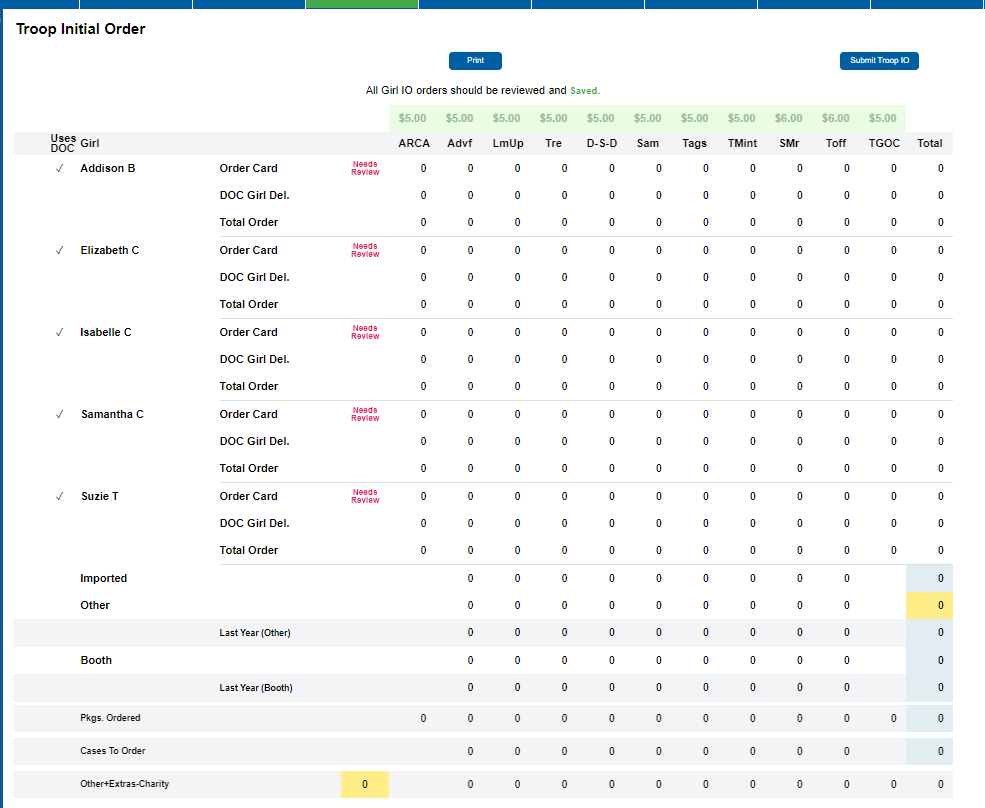 Troop Initial Order
Print
Submit Troop IO
All Girl IO orders should be reviewed and Saved.
$5.00 $5.00 $5.00 $5.00 $5.00 $5.00 $5.00 $5.00 $6.00 $6.00 $5.00
Uses DOC Girl ARCA Advf LmUp Tre D-S-D Sam Tags TMint SMr Toff TGOC Total
✓ Addison B Order Card Needs Review 0 0 0 0 0 0 0 0 0 0 0 0
DOC Girl Del. 0 0 0 0 0 0 0 0 0 0 0 0
Total Order 0 0 0 0 0 0 0 0 0 0 0 0
✓ Elizabeth C Order Card Needs Review 0 0 0 0 0 0 0 0 0 0 0 0
DOC Girl Del. 0 0 0 0 0 0 0 0 0 0 0 0
Total Order 0 0 0 0 0 0 0 0 0 0 0 0
✓ Isabelle C Order Card Needs Review 0 0 0 0 0 0 0 0 0 0 0 0
DOC Girl Del. 0 0 0 0 0 0 0 0 0 0 0 0
Total Order 0 0 0 0 0 0 0 0 0 0 0 0
✓ Samantha C Order Card Needs Review 0 0 0 0 0 0 0 0 0 0 0 0
DOC Girl Del. 0 0 0 0 0 0 0 0 0 0 0 0
Total Order 0 0 0 0 0 0 0 0 0 0 0 0
✓ Suzie T Order Card Needs Review 0 0 0 0 0 0 0 0 0 0 0 0
DOC Girl Del. 0 0 0 0 0 0 0 0 0 0 0 0
Total Order 0 0 0 0 0 0 0 0 0 0 0 0
Imported 0 0 0 0 0 0 0 0 0 0
Other 0 0 0 0 0 0 0 0 0 0
Last Year (Other) 0 0 0 0 0 0 0 0 0 0
Booth 0 0 0 0 0 0 0 0 0 0
Last Year (Booth) 0 0 0 0 0 0 0 0 0 0
Pkgs. Ordered 0 0 0 0 0 0 0 0 0 0 0 0
Cases To Order 0 0 0 0 0 0 0 0 0 0
Other+Extras-Charity 0 0 0 0 0 0 0 0 0 0 0 0